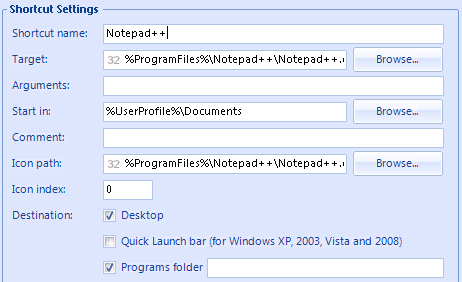 Shortcut Settings
Shortcut name: Notepad++
Target: 32 %ProgramFiles%\Notepad++\Notepad++. Browse...
Arguments:
Start in: %UserProfile%\Documents Browse...
Comment:
Icon path: 32 %ProgramFiles%\Notepad++\Notepad++. Browse...
Icon index: 0
Destination: Desktop
Quick Launch bar (for Windows XP, 2003, Vista and 2008)
Programs folder